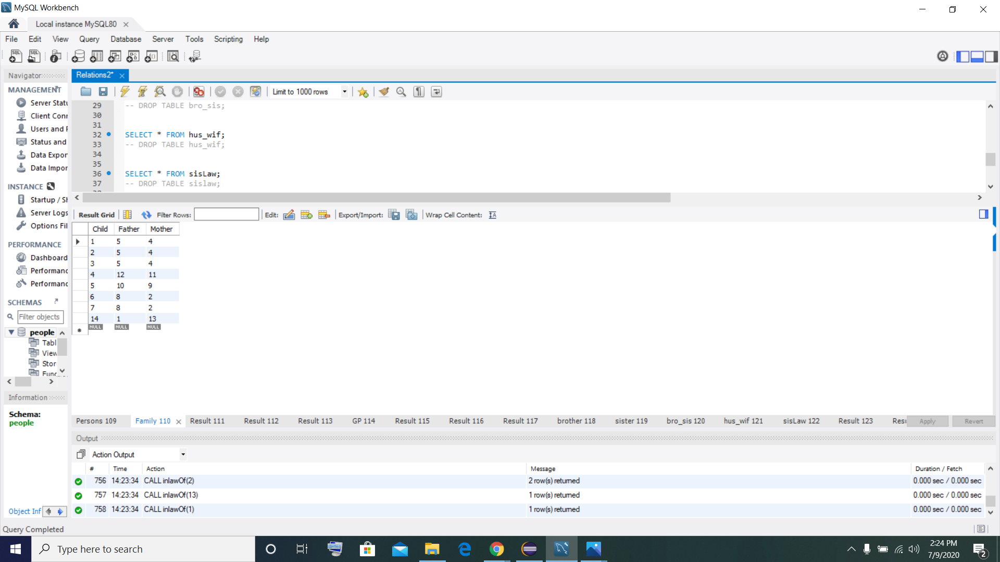 MySQL Workbench
Local instance MySQL80
File Edit View Query Database Server Tools Scripting Help
Navigator
Relations2*
MANAGEMENT
Server Statu
Client Conn
Users and P
Status and
Data Expor
Data Impor
INSTANCE
Startup / Sh
Server Logs
Options Fil
PERFORMANCE
Dashboard
Performanc
Performanc
SCHEMAS
Filter objects
people
Tabl
View
Stor
Func
Information
Schema:
people
Object Inf
Limit to 1000 rows
29 -- DROP TABLE bro_sis;
30
31
32 SELECT * FROM hus_wif;
33 -- DROP TABLE hus_wif;
34
35
36 SELECT * FROM sisLaw;
37 -- DROP TABLE sislaw;
Result Grid Filter Rows: Edit: Export/Import: Wrap Cell Content:
Child Father Mother
1 5 4
2 5 4
3 5 4
4 12 11
5 10 9
6 8 2
7 8 2
14 1 13
NULL NULL NULL
Persons 109 Family 110 Result 111 Result 112 Result 113 GP 114 Result 115 Result 116 Result 117 brother 118 sister 119 bro_sis 120 hus_wif 121 sisLaw 122 Result 123 Resu Apply Revert
Output
Action Output
# Time Action Message Duration / Fetch
756 14:23:34 CALL inlawOf(2) 2 row(s) returned 0.000 sec / 0.000 sec
757 14:23:34 CALL inlawOf(13) 1 row(s) returned 0.000 sec / 0.000 sec
758 14:23:34 CALL inlawOf(1) 1 row(s) returned 0.000 sec / 0.000 sec
Query Completed
Type here to search
2:24 PM
7/9/2020
2